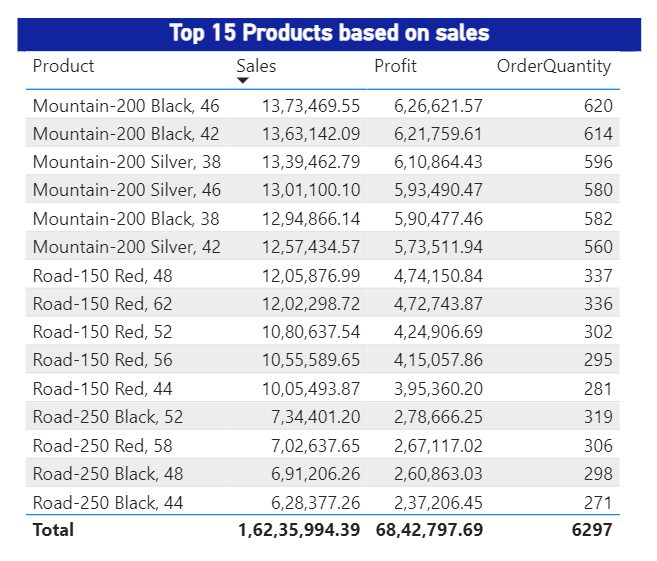 Top 15 Products based on sales
Product Sales Profit OrderQuantity
Mountain-200 Black, 46 13,73,469.55 6,26,621.57 620
Mountain-200 Black, 42 13,63,142.09 6,21,759.61 614
Mountain-200 Silver, 38 13,39,462.79 6,10,864.43 596
Mountain-200 Silver, 46 13,01,100.10 5,93,490.47 580
Mountain-200 Black, 38 12,94,866.14 5,90,477.46 582
Mountain-200 Silver, 42 12,57,434.57 5,73,511.94 560
Road-150 Red, 48 12,05,876.99 4,74,150.84 337
Road-150 Red, 62 12,02,298.72 4,72,743.87 336
Road-150 Red, 52 10,80,637.54 4,24,906.69 302
Road-150 Red, 56 10,55,589.65 4,15,057.86 295
Road-150 Red, 44 10,05,493.87 3,95,360.20 281
Road-250 Black, 52 7,34,401.20 2,78,666.25 319
Road-250 Red, 58 7,02,637.65 2,67,117.02 306
Road-250 Black, 48 6,91,206.26 2,60,863.03 298
Road-250 Black, 44 6,28,377.26 2,37,206.45 271
Total 1,62,35,994.39 68,42,797.69 6297